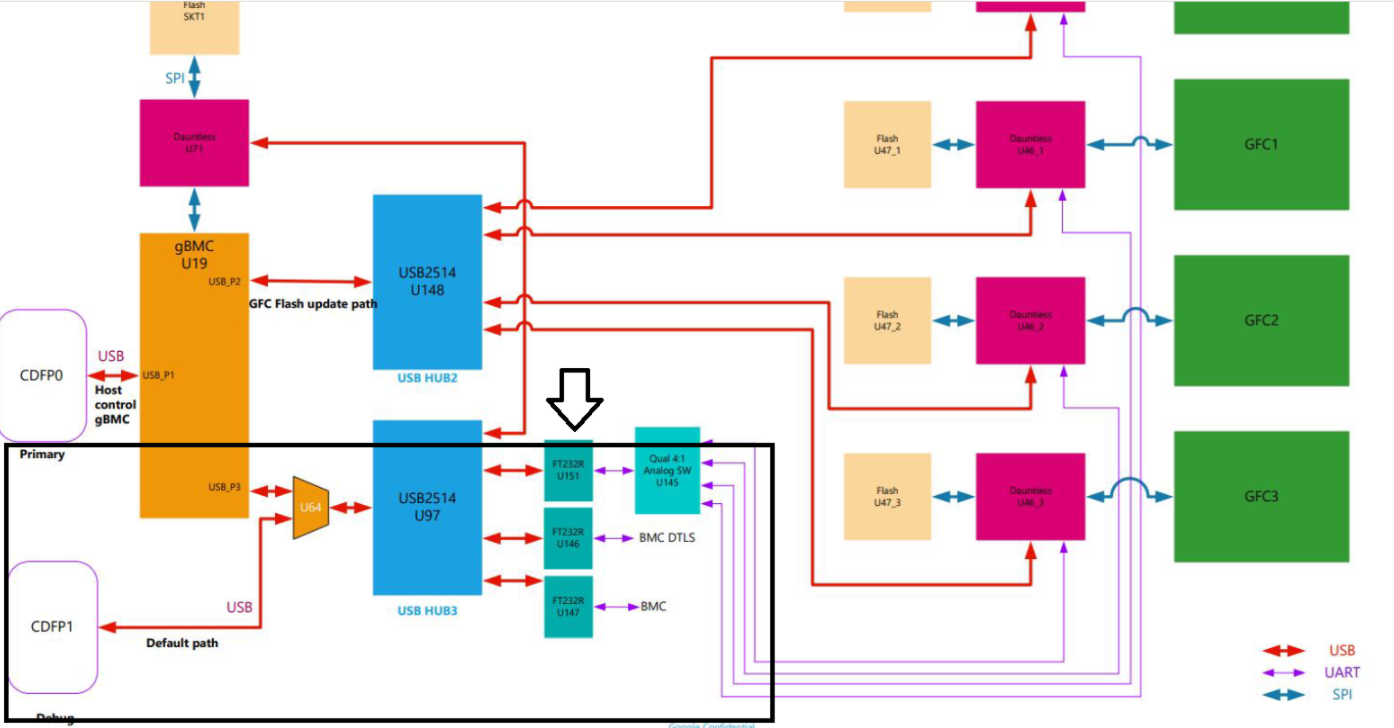 Flash
SKT1
SPI
Dauntless
U71
gBMC
U19
USB_P2
GFC Flash update path
USB2514
U148
USB HUB2
CDFP0
USB
USB_P1
Host
control
gBMC
Primary
Flash
U47_1
Dauntless
U46_1
GFC1
Flash
U47_2
Dauntless
U46_2
GFC2
Flash
U47_3
Dauntless
U46_3
GFC3
USB_P3
U64
USB2514
U97
USB HUB3
FT232R
U151
Qual 4:1
Analog SW
U145
FT232R
U146
BMC DTLS
FT232R
U147
BMC
CDFP1
USB
Default path
Debug
USB
UART
SPI
Google Confidential